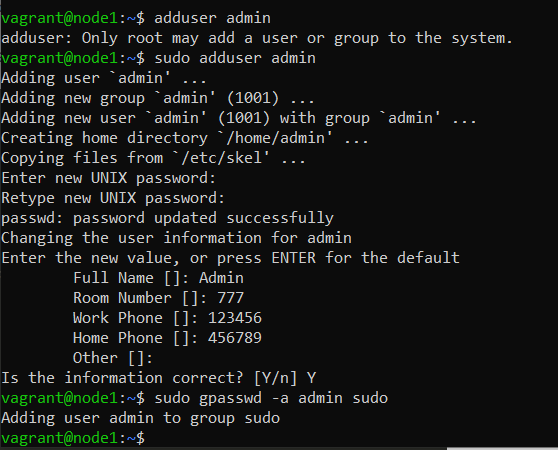 vagrant@node1:~$ adduser admin
adduser: Only root may add a user or group to the system.
vagrant@node1:~$ sudo adduser admin
Adding user `admin' ...
Adding new group `admin' (1001) ...
Adding new user `admin' (1001) with group `admin' ...
Creating home directory `/home/admin' ...
Copying files from `/etc/skel' ...
Enter new UNIX password:
Retype new UNIX password:
passwd: password updated successfully
Changing the user information for admin
Enter the new value, or press ENTER for the default
        Full Name []: Admin
        Room Number []: 777
        Work Phone []: 123456
        Home Phone []: 456789
        Other []:
Is the information correct? [Y/n] Y
vagrant@node1:~$ sudo gpasswd -a admin sudo
Adding user admin to group sudo
vagrant@node1:~$